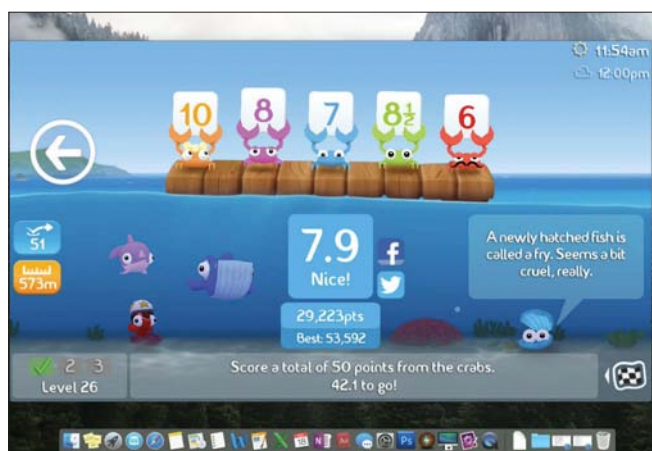 11:54am
12:00pm
10 8 7 8½ 6
51
573m
7.9
Nice!
29,223pts
Best: 53,592
A newly hatched fish is
called a fry. Seems a bit
cruel, really.
2 3
Level 26
Score a total of 50 points from the crabs.
42.1 to go!